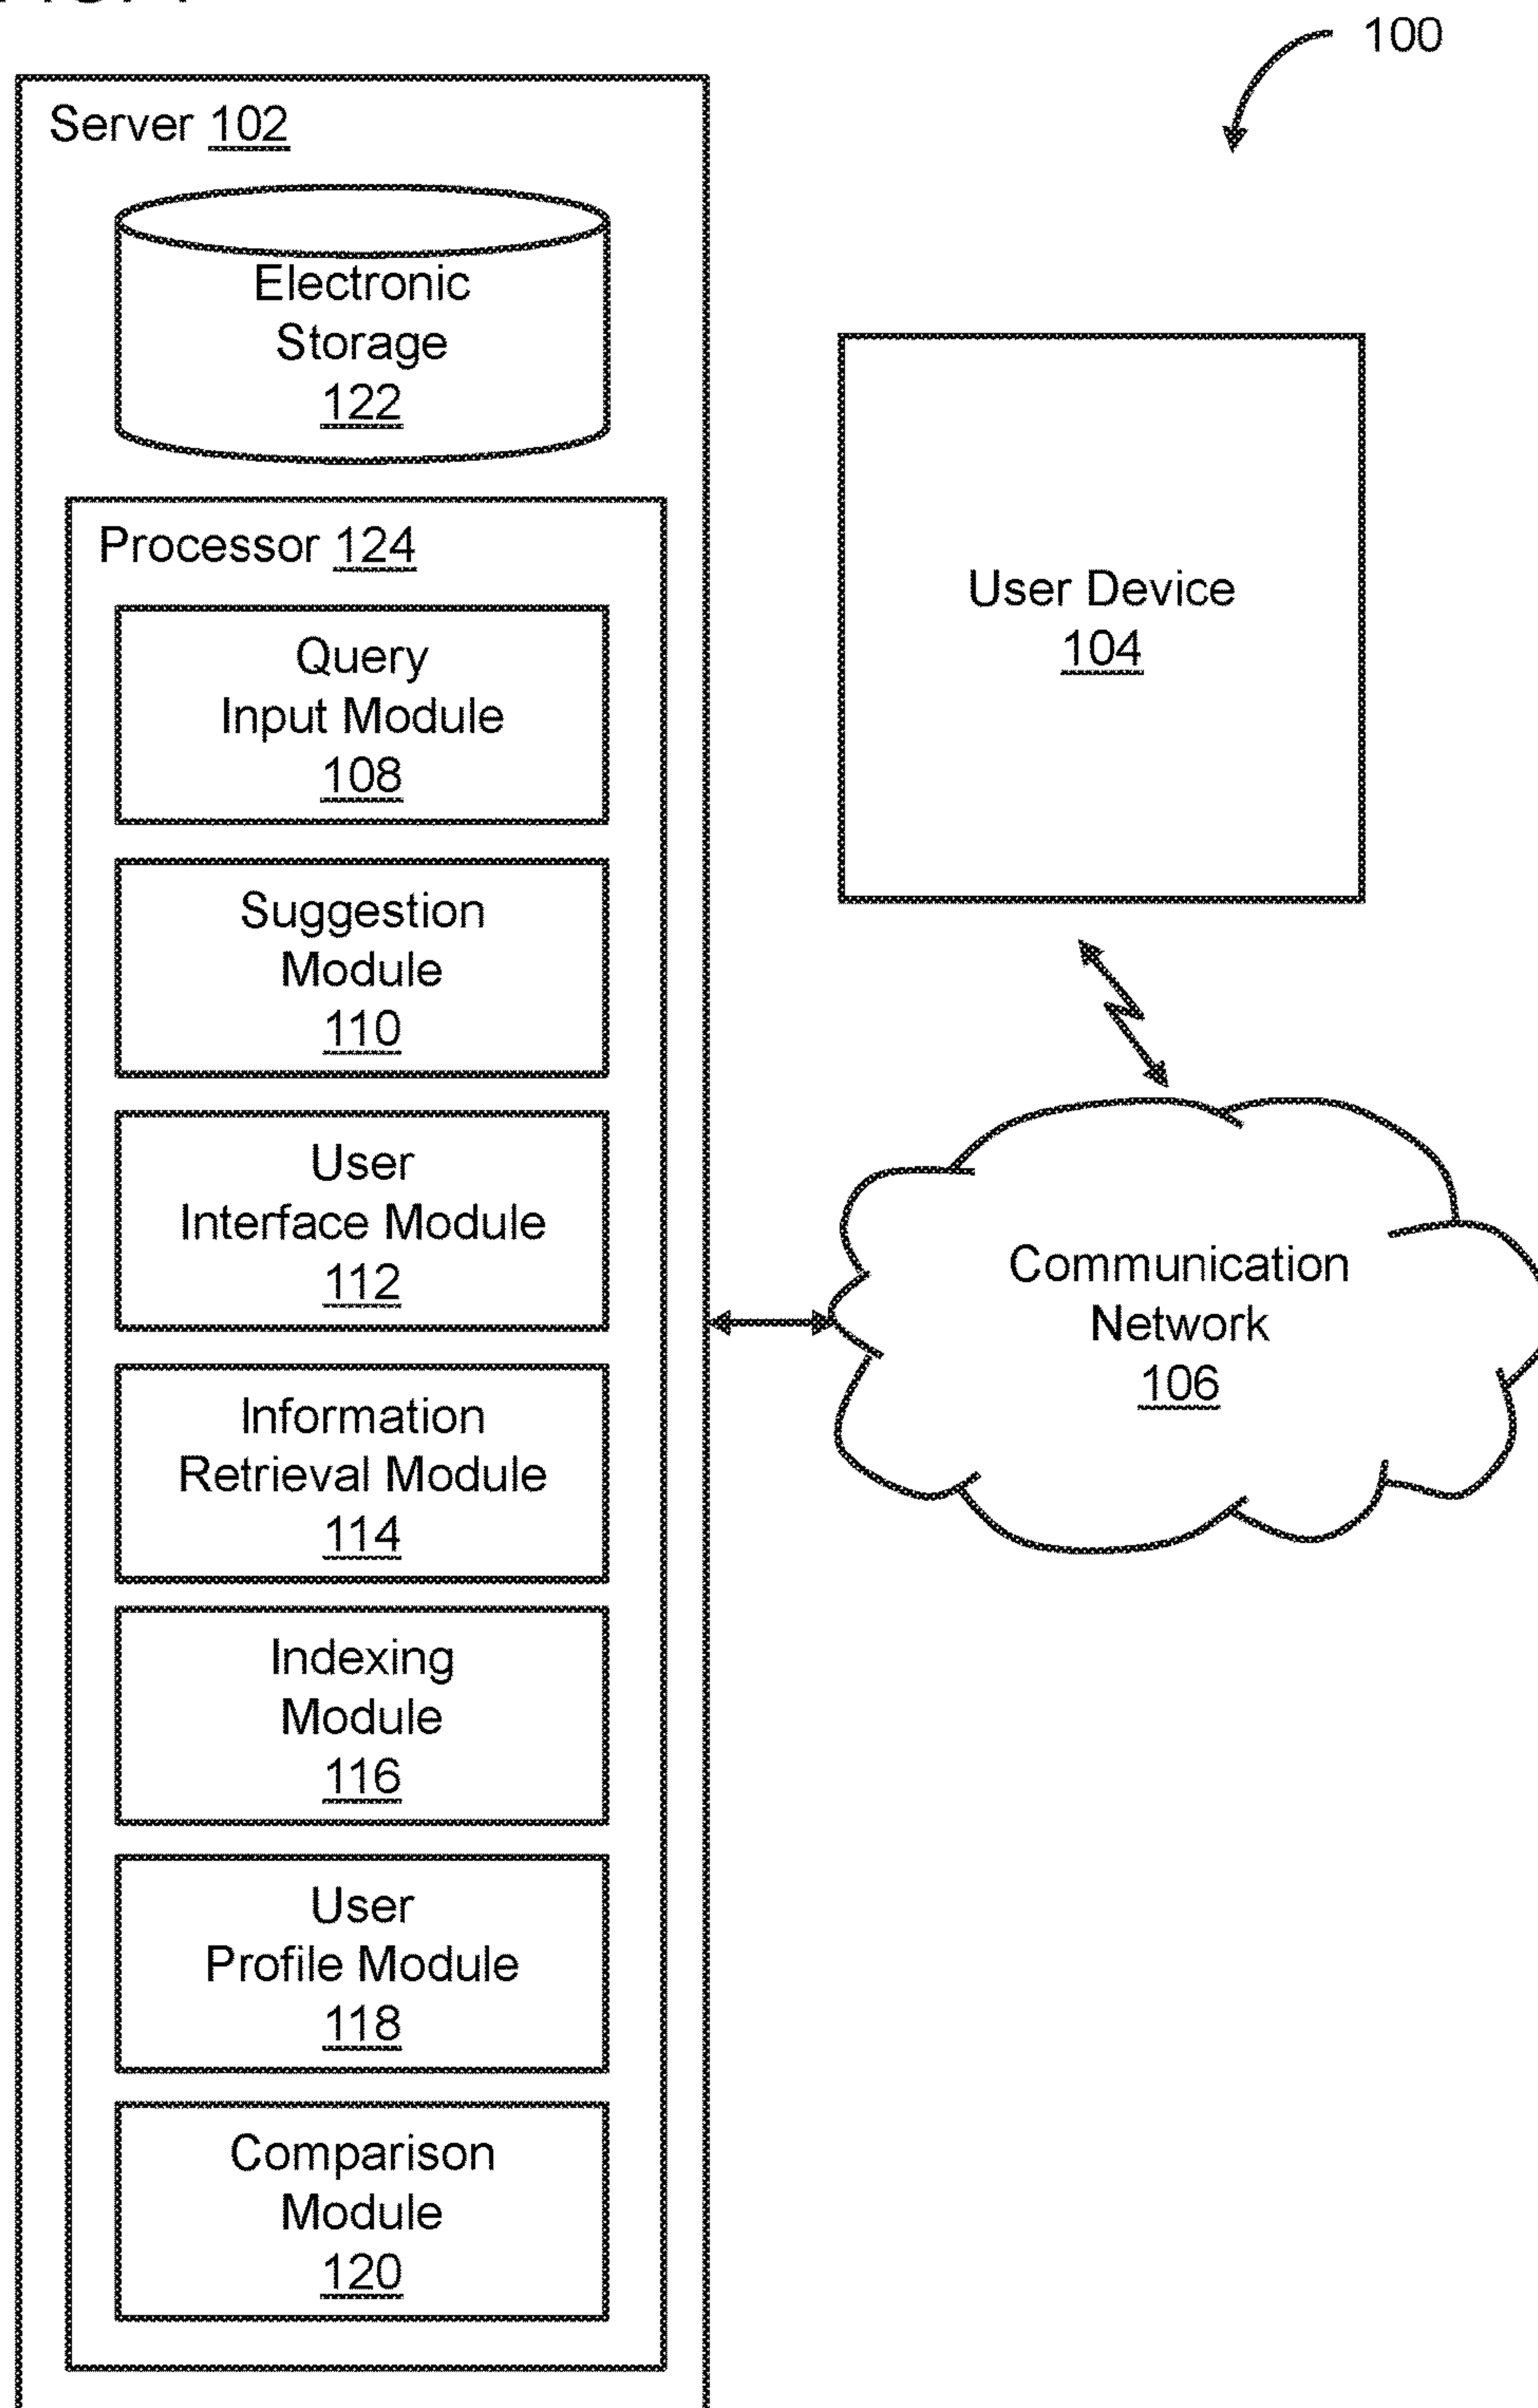 100
Server 102
Electronic
Storage
122
Processor 124
Query
Input Module
108
Suggestion
Module
110
User
Interface Module
112
Information
Retrieval Module
114
Indexing
Module
116
User
Profile Module
118
Comparison
Module
120
User Device
104
Communication
Network
106